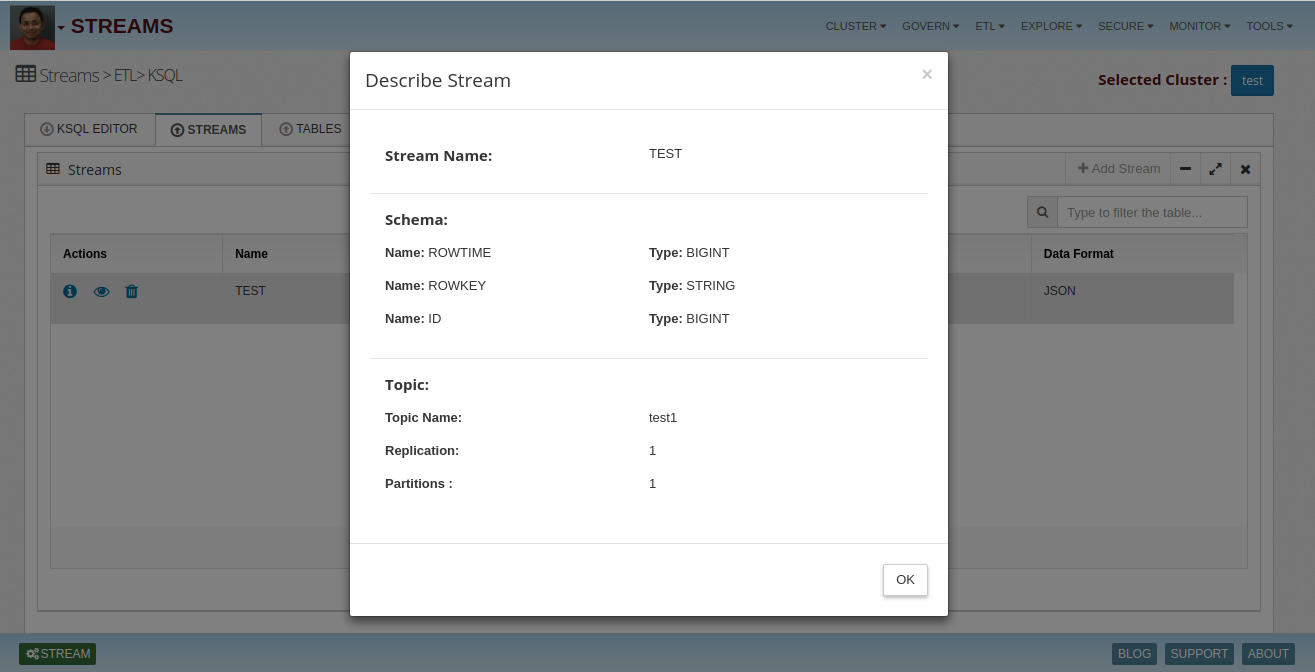 STREAMS CLUSTER GOVERN ETL EXPLORE SECURE MONITOR TOOLS
Streams > ETL> KSQL
Selected Cluster : test
Describe Stream ×
KSQL EDITOR STREAMS TABLES
Streams
Add Stream
Type to filter the table...
Actions Name Data Format
TEST JSON
Stream Name: TEST
Schema:
Name: ROWTIME Type: BIGINT
Name: ROWKEY Type: STRING
Name: ID Type: BIGINT
Topic:
Topic Name: test1
Replication: 1
Partitions : 1
OK
STREAM BLOG SUPPORT ABOUT